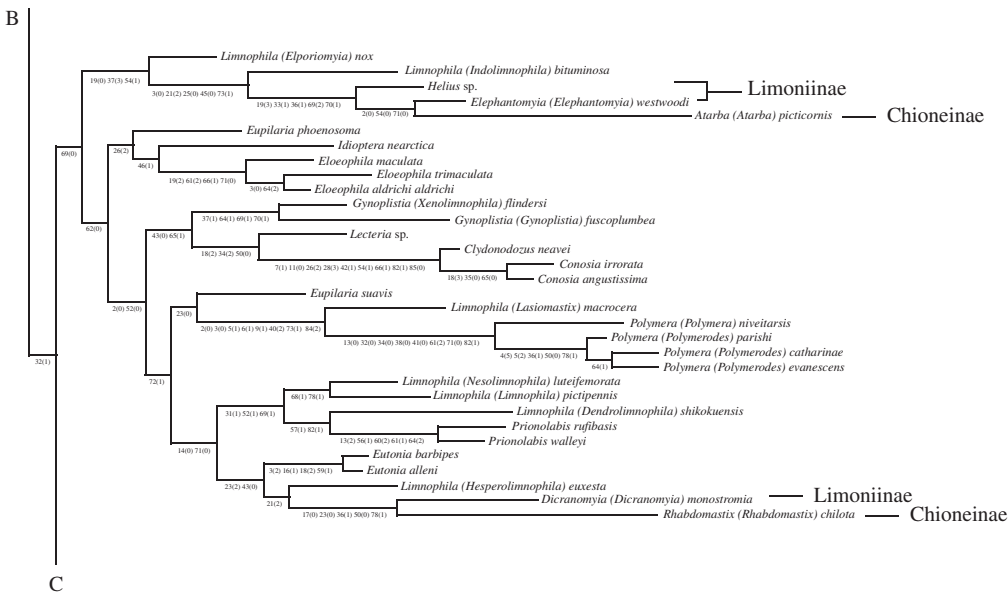 B
Limnophila (Elporiomyia) nox
19(0) 37(3) 54(1)
Limnophila (Indolimnophila) bituminosa
3(0) 21(2) 25(0) 45(0) 73(1)
Helius sp.
Limoniinae
19(3) 33(1) 36(1) 69(2) 70(1)
Elephantomyia (Elephantomyia) westwoodi
2(0) 54(0) 71(0)
Atarba (Atarba) picticornis
Chioneinae
Eupilaria phoenosoma
26(2)
Idioptera nearctica
69(0)
46(1)
Eloeophila maculata
19(2) 61(2) 66(1) 71(0)
Eloeophila trimaculata
3(0) 64(2)
Eloeophila aldrichi aldrichi
Gynoplistia (Xenolimnophila) flindersi
37(1) 64(1) 69(1) 70(1)
Gynoplistia (Gynoplistia) fuscoplumbea
62(0)
43(0) 65(1)
Lecteria sp.
18(2) 34(2) 50(0)
Clydonodozus neavei
7(1) 11(0) 26(2) 28(3) 42(1) 54(1) 66(1) 82(1) 85(0)
Conosia irrorata
18(3) 35(0) 65(0)
Conosia angustissima
Eupilaria suavis
2(0) 52(0)
23(0)
Limnophila (Lasiomastix) macrocera
2(0) 3(0) 5(1) 6(1) 9(1) 40(2) 73(1) 84(2)
Polymera (Polymera) niveitarsis
13(0) 32(0) 34(0) 38(0) 41(0) 61(2) 71(0) 82(1)
Polymera (Polymerodes) parishi
4(5) 5(2) 36(1) 50(0) 78(1)
Polymera (Polymerodes) catharinae
32(1)
64(1)
Polymera (Polymerodes) evanescens
72(1)
Limnophila (Nesolimnophila) luteifemorata
68(1) 78(1)
Limnophila (Limnophila) pictipennis
31(1) 52(1) 69(1)
Limnophila (Dendrolimnophila) shikokuensis
57(1) 82(1)
Prionolabis rufibasis
13(2) 56(1) 60(2) 61(1) 64(2)
Prionolabis walleyi
14(0) 71(0)
Eutonia barbipes
3(2) 16(1) 18(2) 59(1)
Eutonia alleni
23(2) 43(0)
Limnophila (Hesperolimnophila) euxesta
21(2)
Dicranomyia (Dicranomyia) monostromia
Limoniinae
17(0) 23(0) 36(1) 50(0) 78(1)
Rhabdomastix (Rhabdomastix) chilota
Chioneinae
C